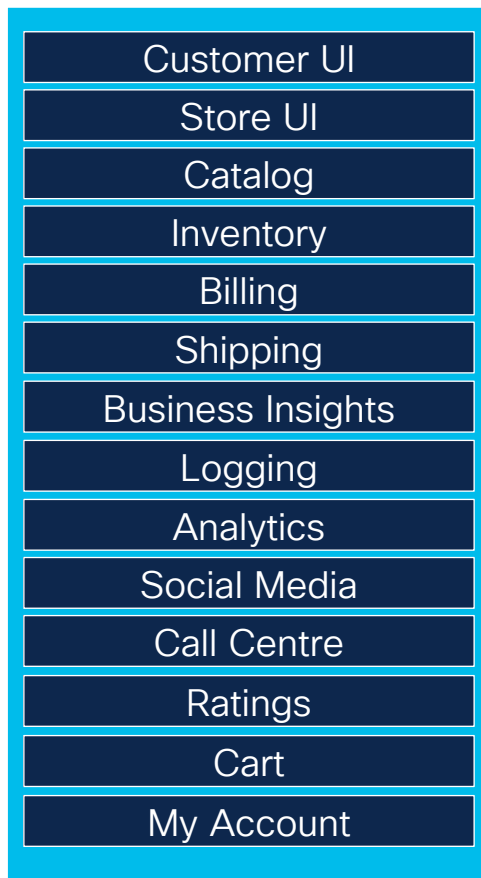 Customer UI
Store UI
Catalog
Inventory
Billing
Shipping
Business Insights
Logging
Analytics
Social Media
Call Centre
Ratings
Cart
My Account